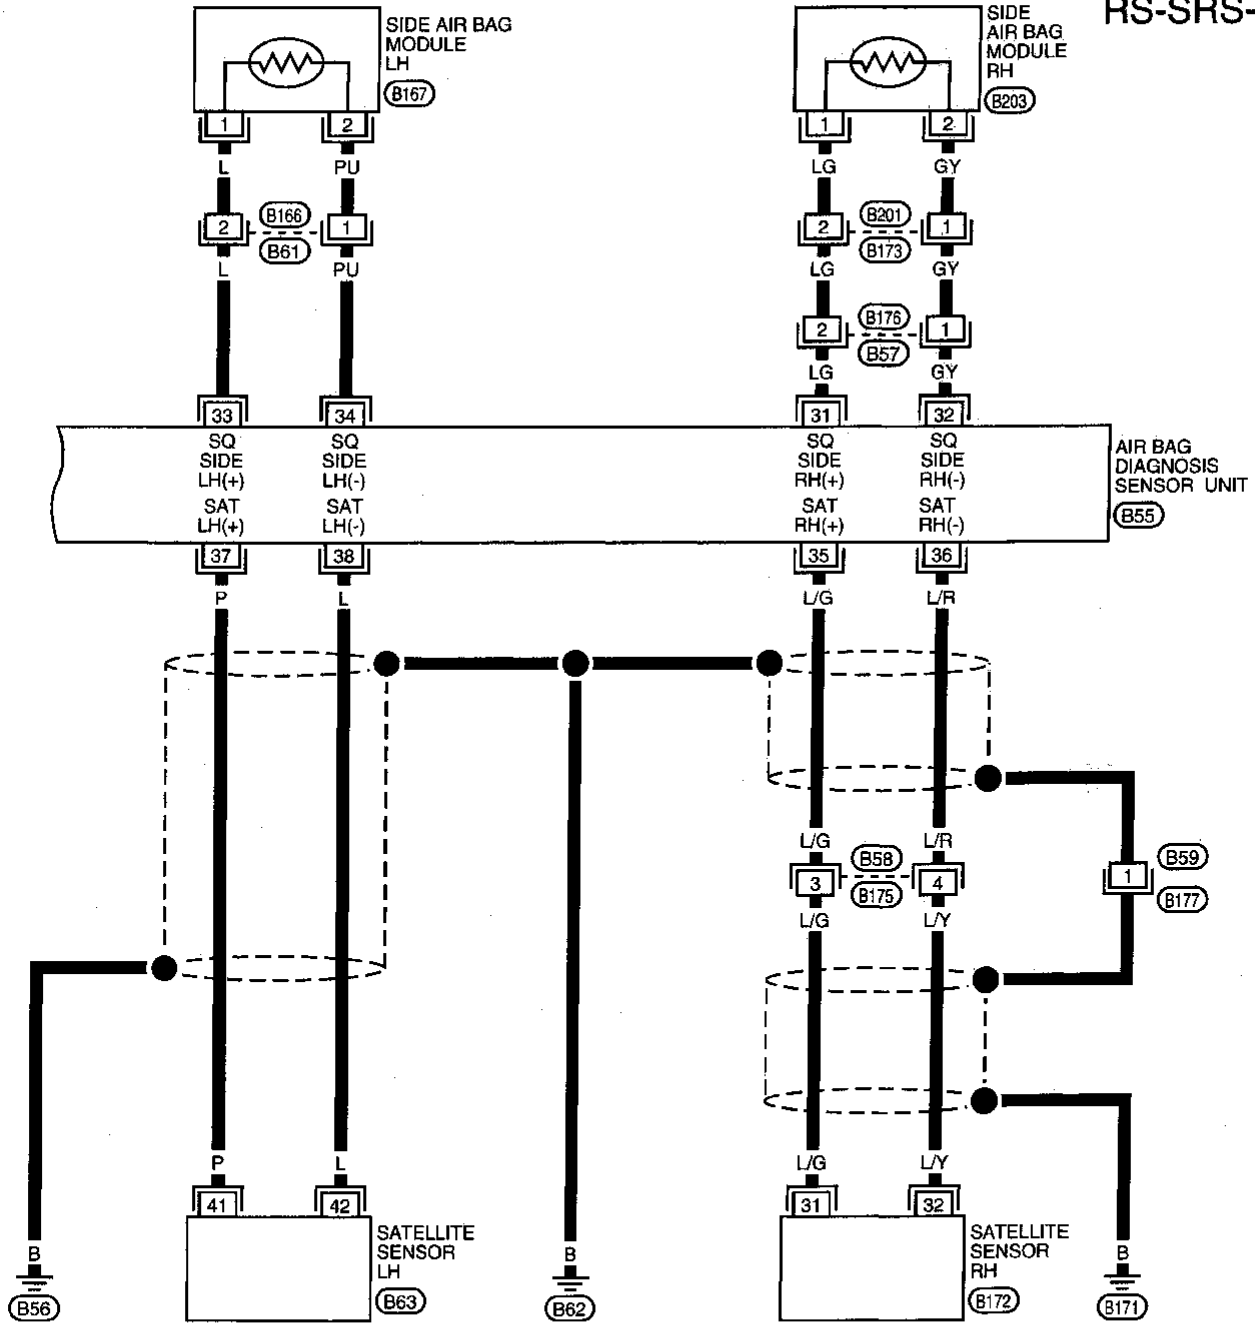 RS-SRS-
SIDE AIR BAG
MODULE
LH
B167
SIDE
AIR BAG
MODULE
RH
B203
1 2 1 2
L PU LG GY
2 B166 1 2 B201 1
B61 B173
L PU LG GY
2 B176 1
B57
LG GY
33 34 31 32
SQ SQ SQ SQ
SIDE SIDE SIDE SIDE
LH(+) LH(-) RH(+) RH(-)
SAT SAT SAT SAT
LH(+) LH(-) RH(+) RH(-)
AIR BAG
DIAGNOSIS
SENSOR UNIT
B55
37 38 35 36
P L L/G L/R
L/G L/R
3 B58 4 1 B59
B175 B177
L/G L/Y
P L L/G L/Y
41 42 31 32
SATELLITE
SENSOR
LH
B63
SATELLITE
SENSOR
RH
B172
B B B
B56 B62 B171